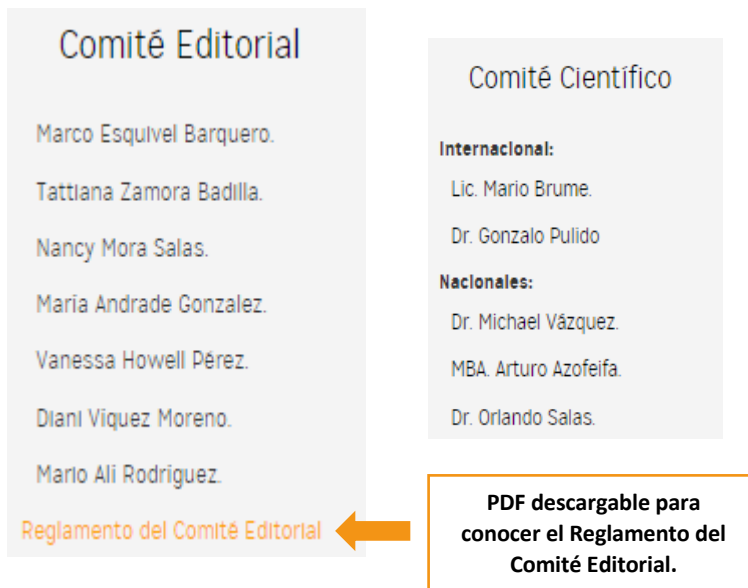 Comité Editorial
Marco Esquivel Barquero.
Tattiana Zamora Badilla.
Nancy Mora Salas.
María Andrade Gonzalez.
Vanessa Howell Pérez.
Diani Viquez Moreno.
Mario Ali Rodriguez.
Reglamento del Comité Editorial
Comité Científico
Internacional:
Lic. Mario Brume.
Dr. Gonzalo Pulido
Nacionales:
Dr. Michael Vázquez.
MBA. Arturo Azofeifa.
Dr. Orlando Salas.
PDF descargable para
conocer el Reglamento del
Comité Editorial.